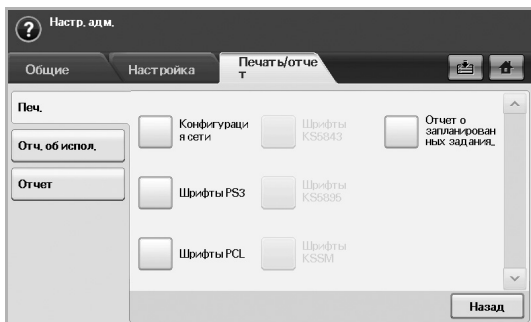 Настр. адм.
Общие
Настройка
Печать/отче
т
Печ.
Отч. об испол.
Отчет
Конфигураци
я сети
Шрифты
KS5843
Отчет о
запланирован
ных задания.
Шрифты PS3
Шрифты
KS5895
Шрифты PCL
Шрифты
KSSM
Назад